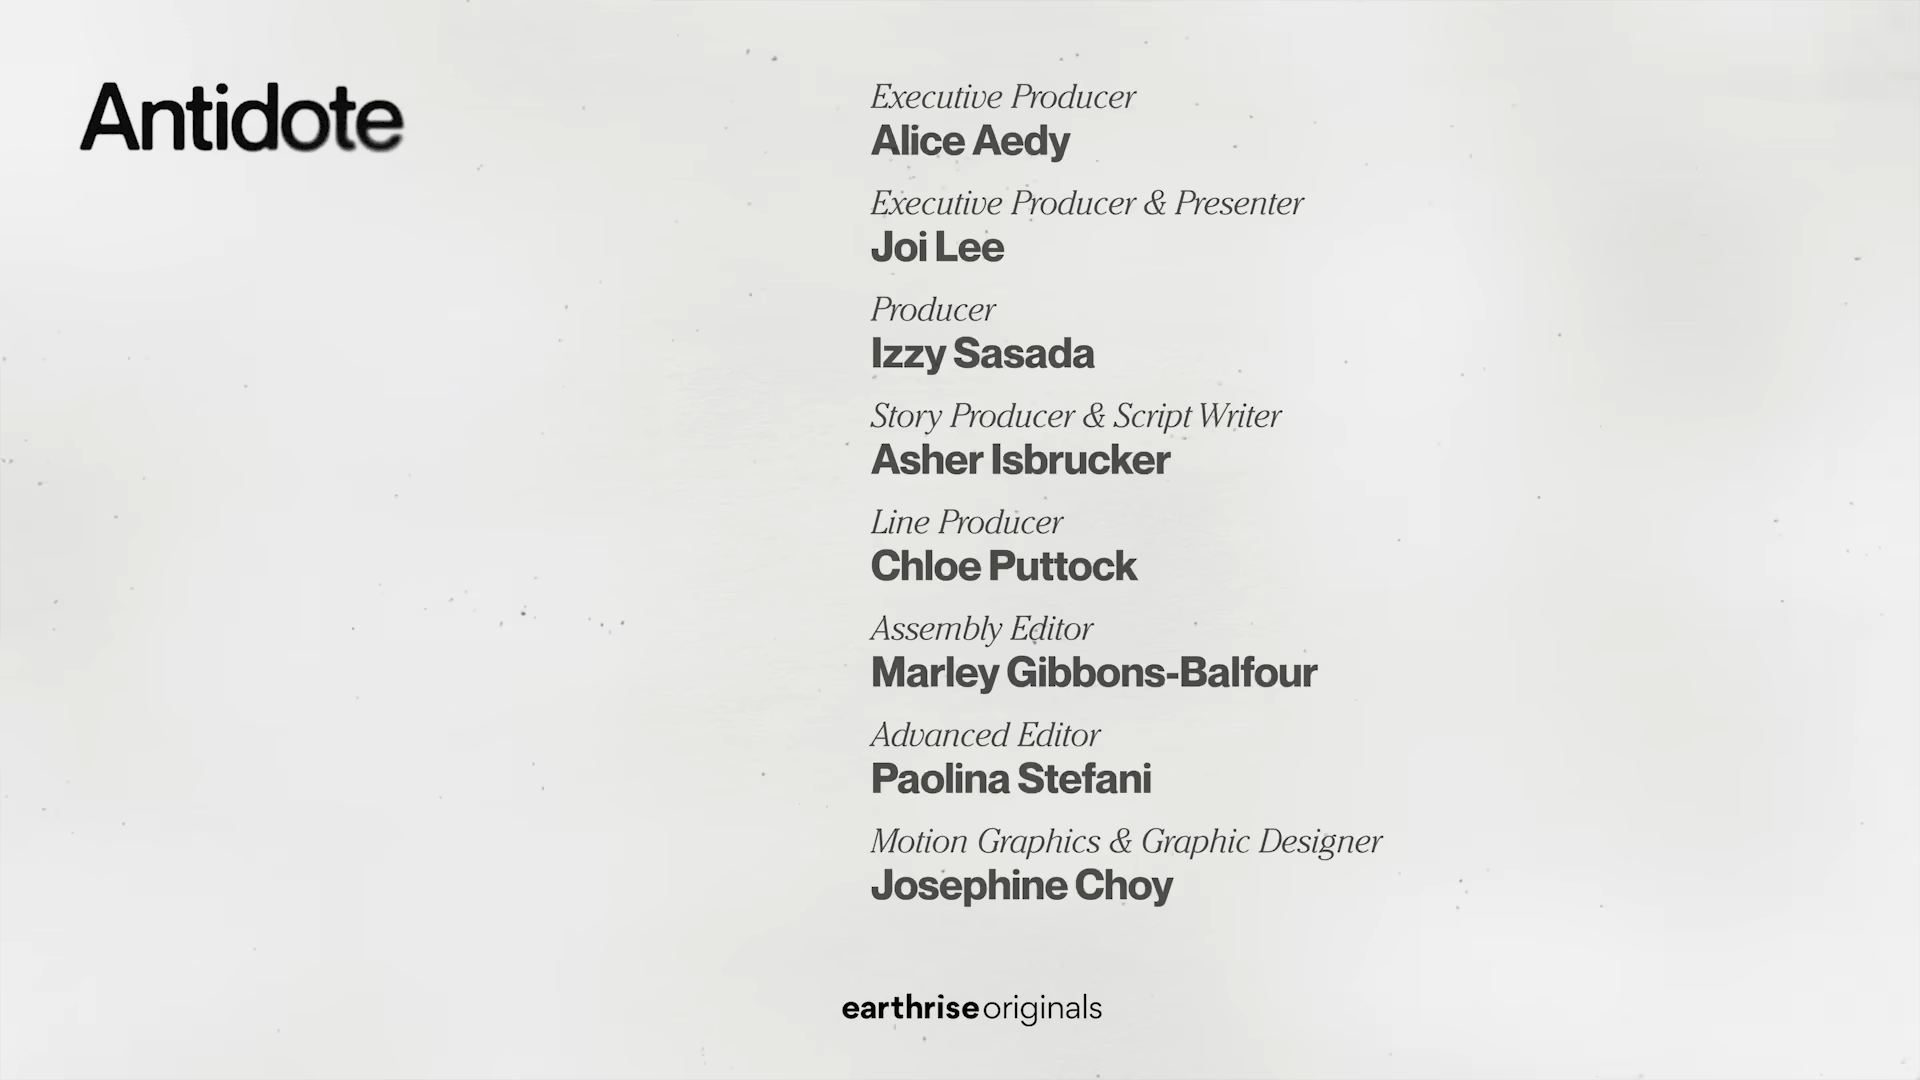 Antidote
Executive Producer
Alice Aedy
Executive Producer & Presenter
Joi Lee
Producer
Izzy Sasada
Story Producer & Script Writer
Asher Isbrucker
Line Producer
Chloe Puttock
Assembly Editor
Marley Gibbons-Balfour
Advanced Editor
Paolina Stefani
Motion Graphics & Graphic Designer
Josephine Choy
earthrise originals